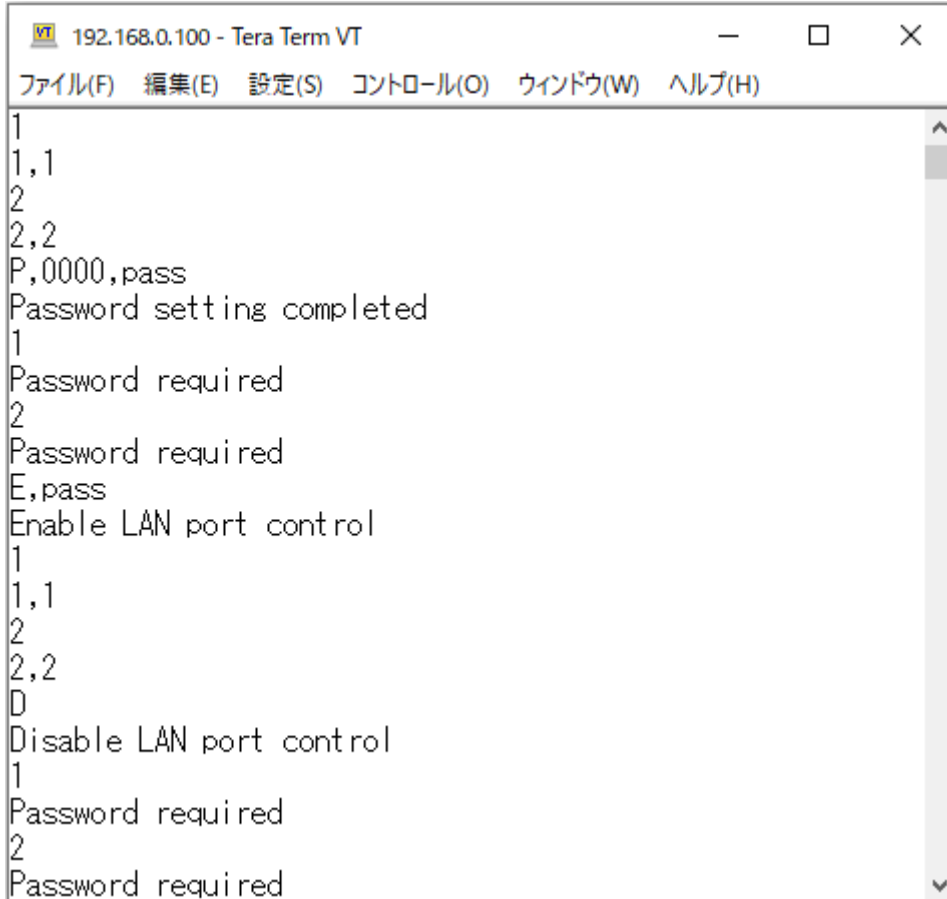 192.168.0.100 - Tera Term VT
ファイル(F) 編集(E) 設定(S) コントロール(O) ウィンドウ(W) ヘルプ(H)
1
1,1
2
2,2
P,0000,pass
Password setting completed
1
Password required
2
Password required
E,pass
Enable LAN port control
1
1,1
2
2,2
D
Disable LAN port control
1
Password required
2
Password required